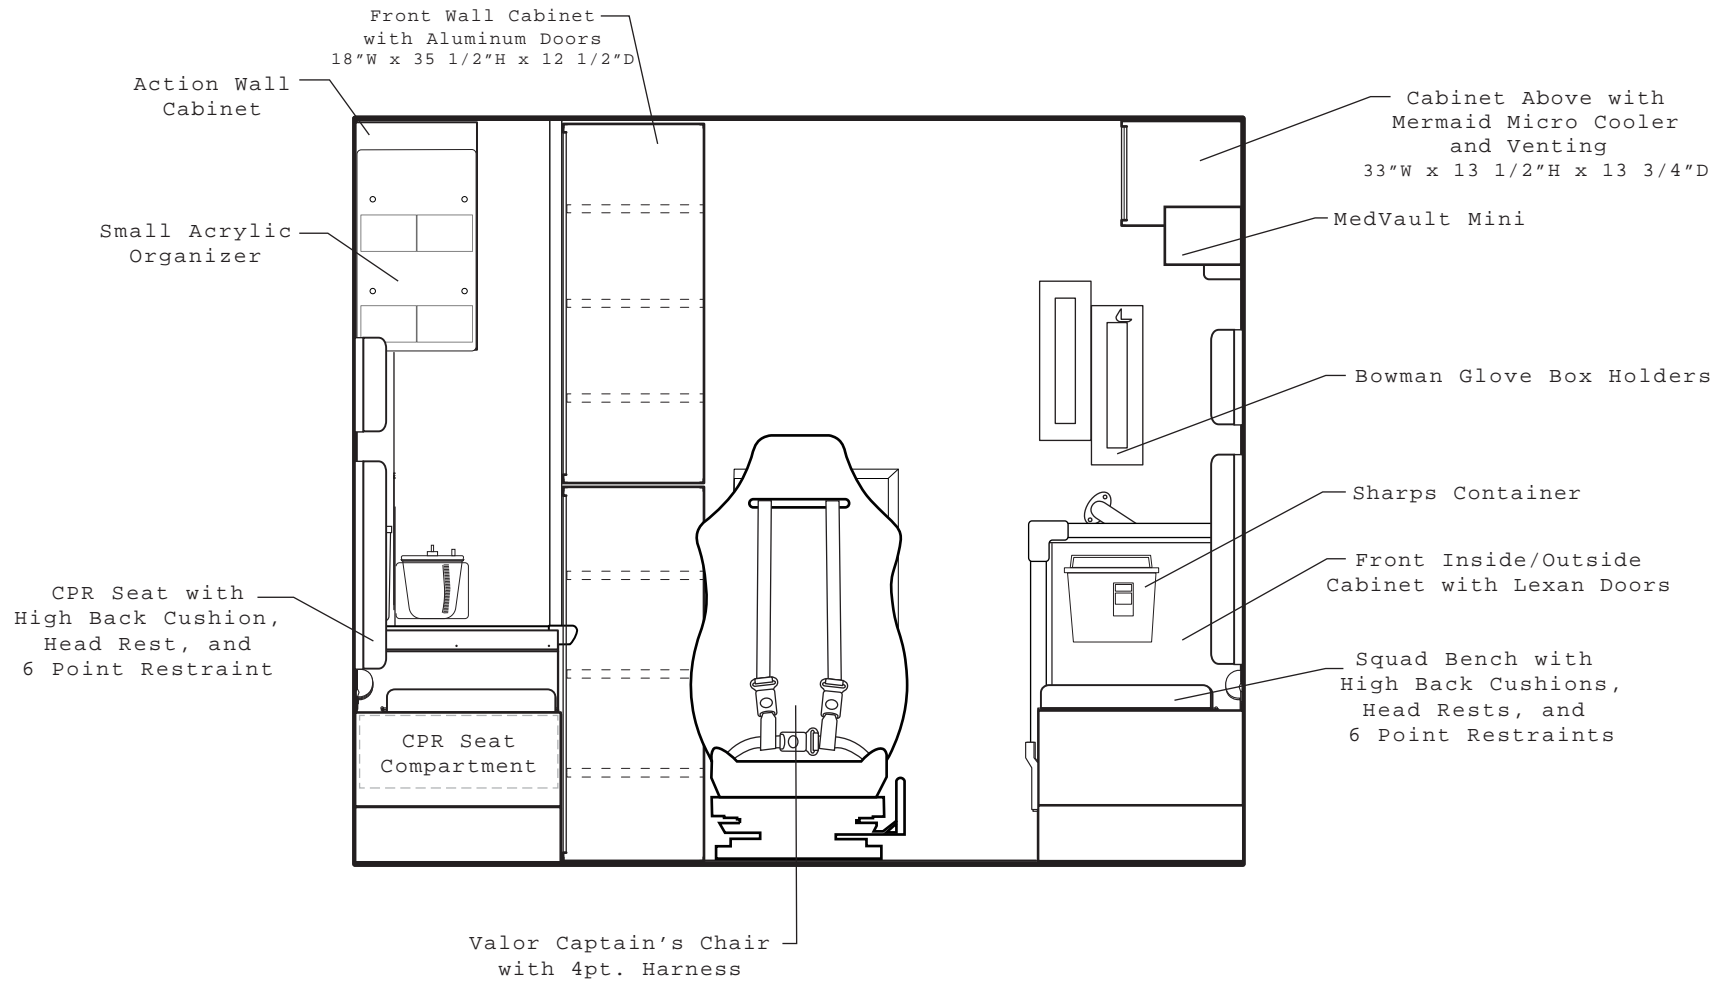 Front Wall Cabinet
with Aluminum Doors
18"W x 35 1/2"H x 12 1/2"D
Action Wall
Cabinet
Small Acrylic
Organizer
CPR Seat with
High Back Cushion,
Head Rest, and
6 Point Restraint
CPR Seat
Compartment
Valor Captain's Chair
with 4pt. Harness
Cabinet Above with
Mermaid Micro Cooler
and Venting
33"W x 13 1/2"H x 13 3/4"D
MedVault Mini
Bowman Glove Box Holders
Sharps Container
Front Inside/Outside
Cabinet with Lexan Doors
Squad Bench with
High Back Cushions,
Head Rests, and
6 Point Restraints